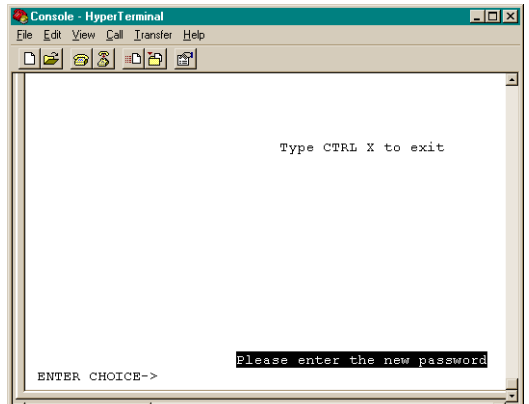 Console - HyperTerminal
File Edit View Call Transfer Help
Type CTRL X to exit
Please enter the new password
ENTER CHOICE->